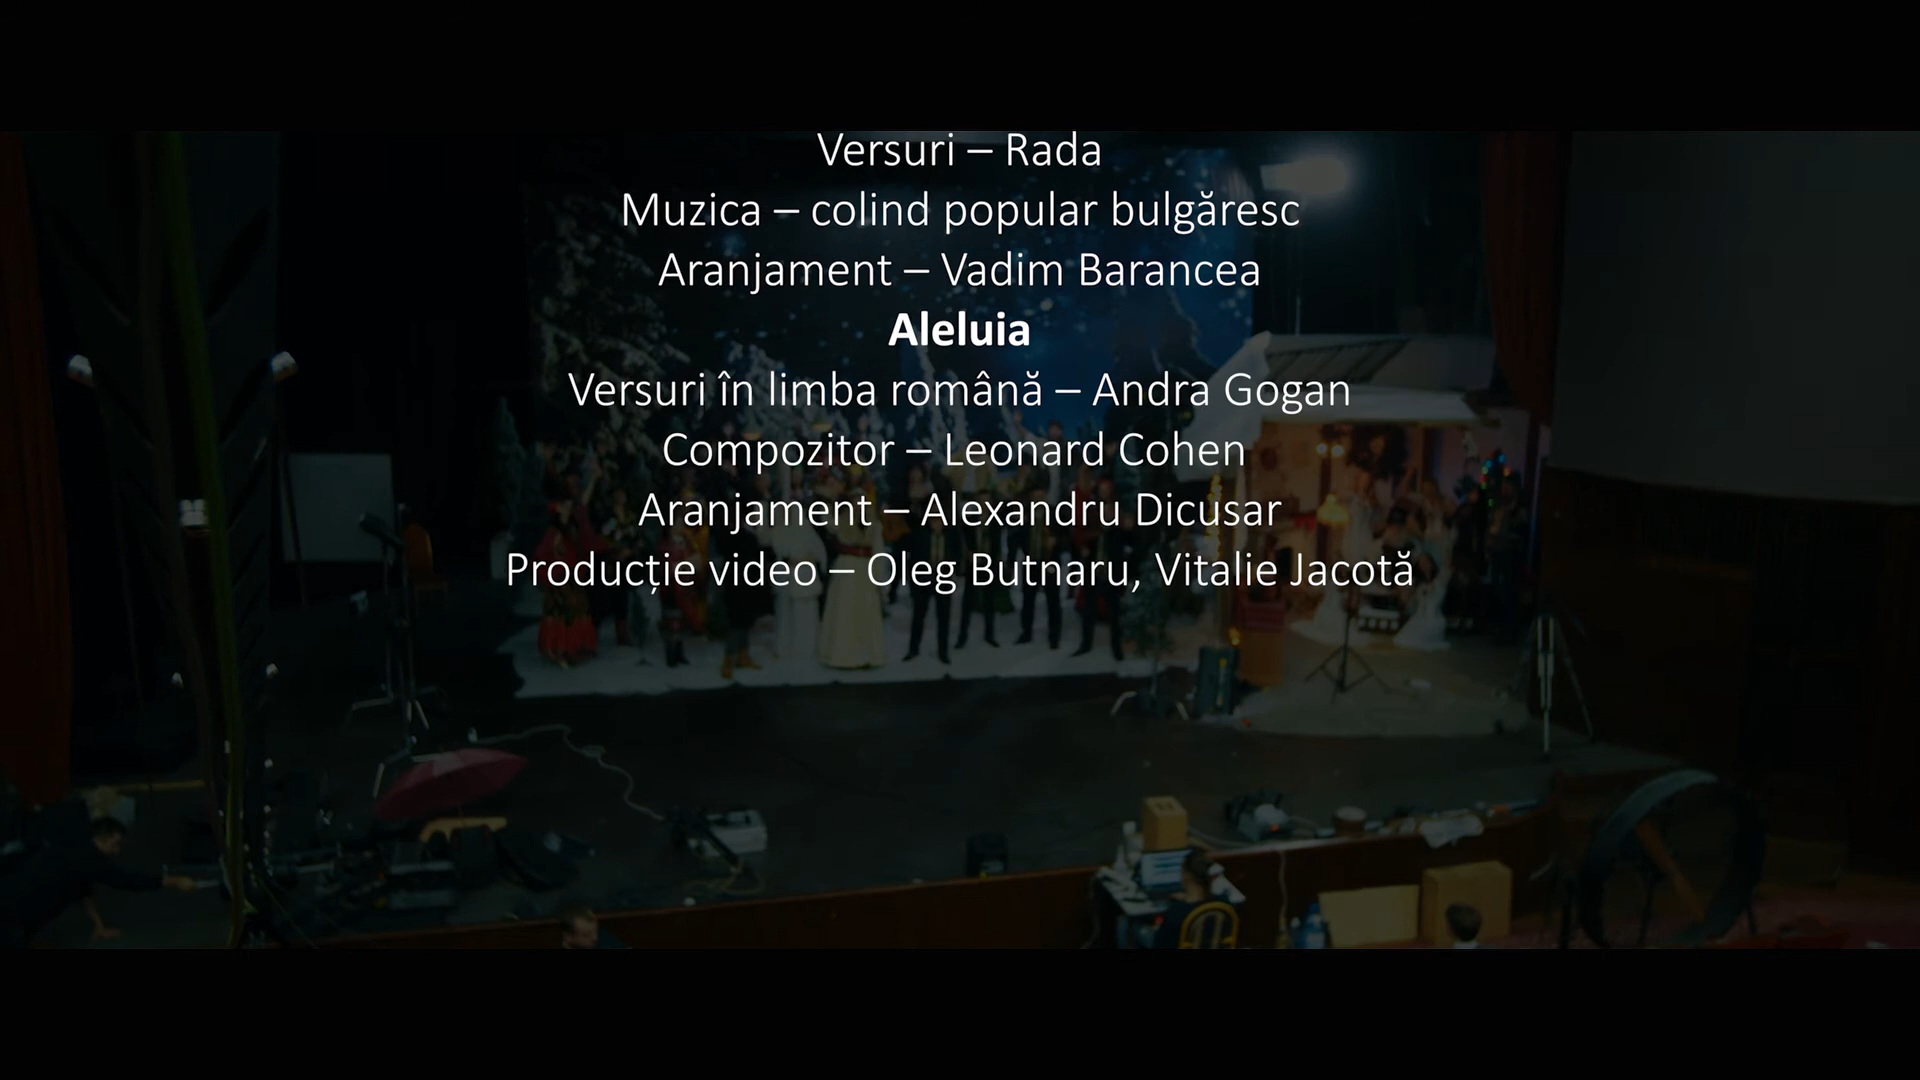 Versuri – Rada
Muzica – colind popular bulgăresc
Aranjament – Vadim Barancea
Aleluia
Versuri în limba română – Andra Gogan
Compozitor – Leonard Cohen
Aranjament – Alexandru Dicusar
Producție video – Oleg Butnaru, Vitalie Jacotă